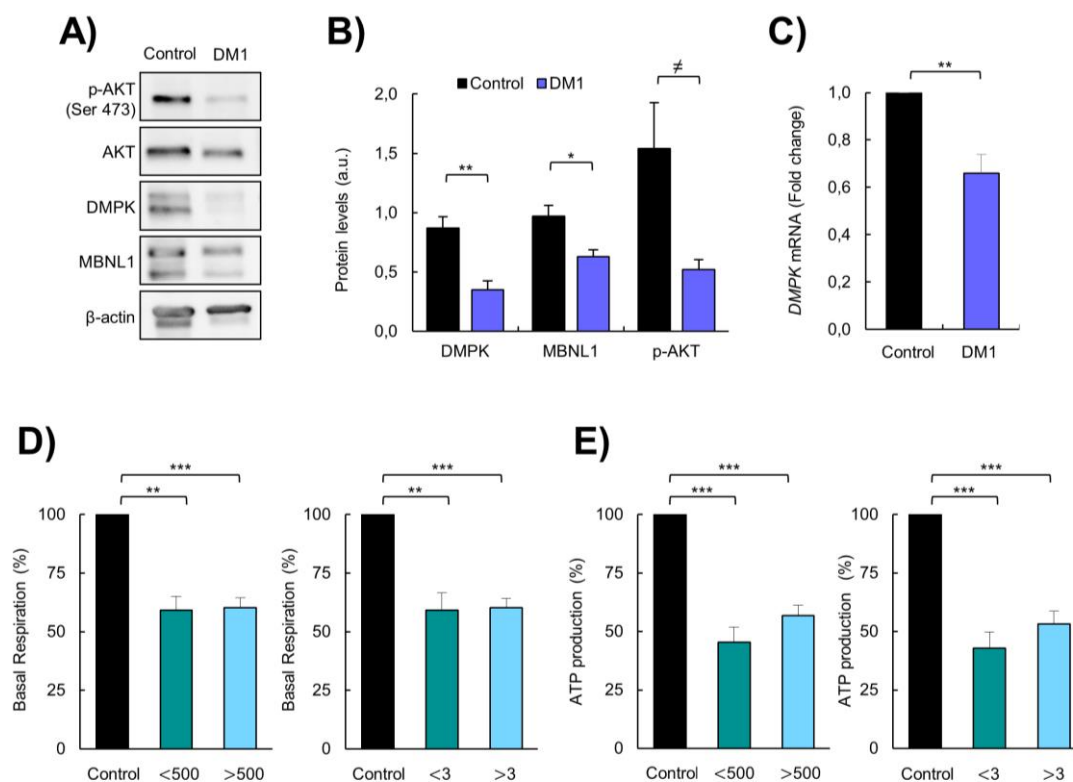 A)
Control DM1
p-AKT
(Ser 473)
AKT
DMPK
MBNL1
β-actin
B)
Control DM1
Protein levels (a.u.)
2,0
1,5
1,0
0,5
0,0
**
*
≠
DMPK MBNL1 p-AKT
C)
**
DMPK mRNA (Fold change)
1,0
0,8
0,6
0,4
0,2
0,0
Control DM1
D)
***
**
Basal Respiration (%)
100
75
50
25
0
Control <500 >500
***
**
Basal Respiration (%)
100
75
50
25
0
Control <3 >3
E)
***
***
ATP production (%)
100
75
50
25
0
Control <500 >500
***
***
ATP production (%)
100
75
50
25
0
Control <3 >3